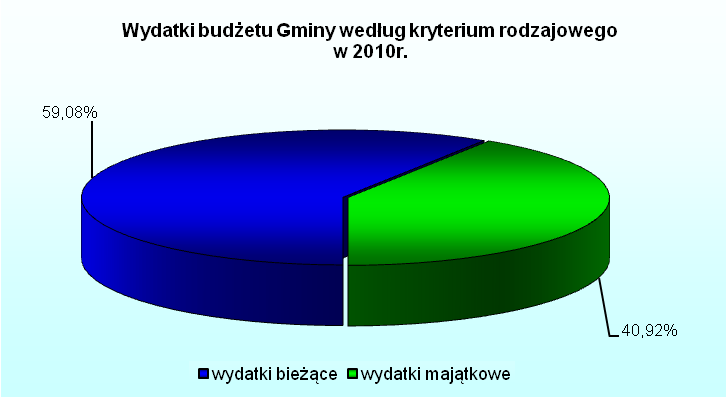 Wydatki budżetu Gminy według kryterium rodzajowego
w 2010r.
59,08%
40,92%
wydatki bieżące wydatki majątkowe